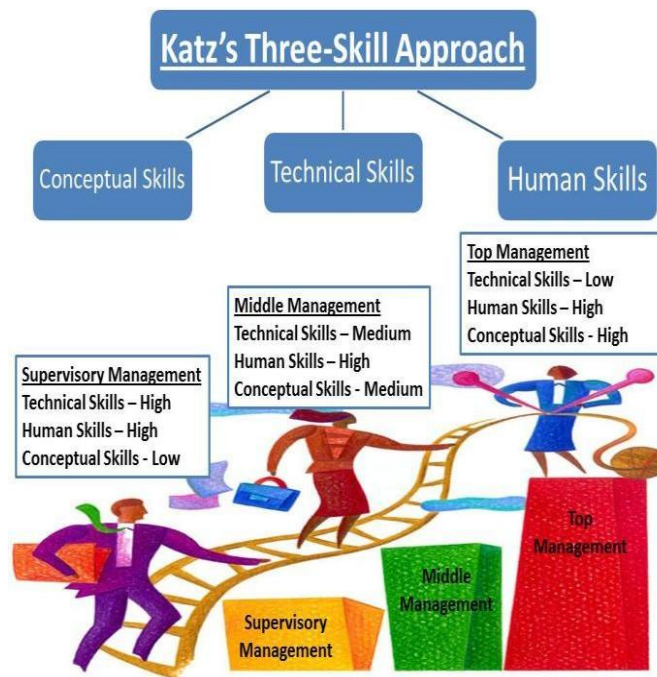 Katz's Three-Skill Approach
Conceptual Skills
Technical Skills
Human Skills
Top Management
Technical Skills – Low
Human Skills – High
Conceptual Skills - High
Middle Management
Technical Skills – Medium
Human Skills – High
Conceptual Skills - Medium
Supervisory Management
Technical Skills – High
Human Skills – High
Conceptual Skills - Low
Supervisory
Management
Middle
Management
Top
Management